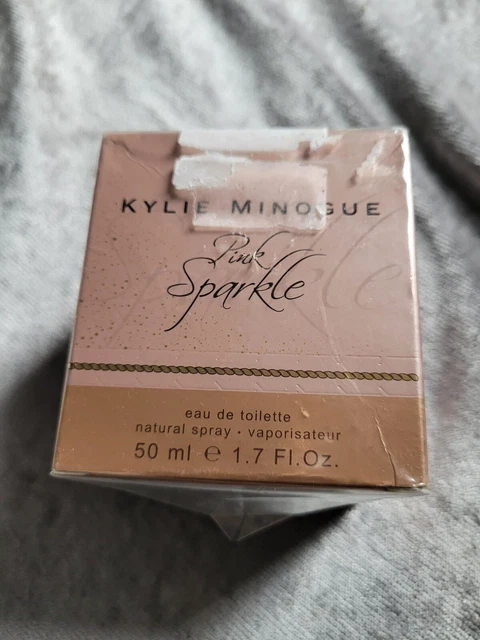 KYLIE MINOGUE
Pink
Sparkle
eau de toilette
natural spray • vaporisateur
50 ml ℮ 1.7 Fl.Oz.